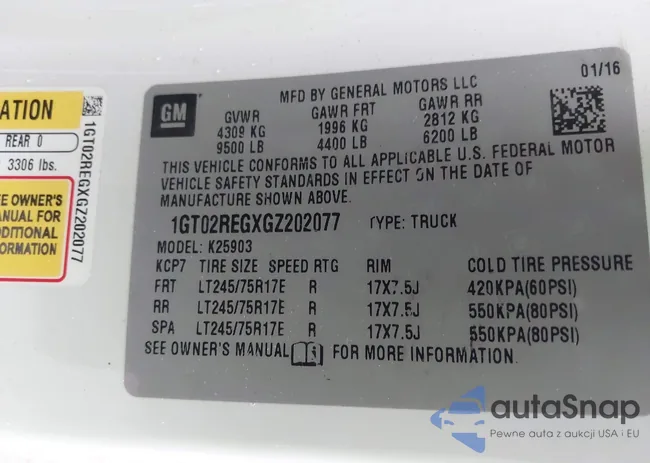 ATION
REAR 0
3306 lbs.
EE OWNER'S
ANUAL FOR
DDITIONAL
FORMATION
1GT02REGXGZ202077
GM
MFD BY GENERAL MOTORS LLC
01/16
GVWR GAWR FRT GAWR RR
4309 KG 1996 KG 2812 KG
9500 LB 4400 LB 6200 LB
THIS VEHICLE CONFORMS TO ALL APPLICABLE U.S. FEDERAL MOTOR
VEHICLE SAFETY STANDARDS IN EFFECT ON THE DATE OF
MANUFACTURE SHOWN ABOVE.
1GT02REGXGZ202077 TYPE: TRUCK
MODEL: K25903
KCP7 TIRE SIZE SPEED RTG RIM COLD TIRE PRESSURE
FRT LT245/75R17E R 17X7.5J 420KPA(60PSI)
RR LT245/75R17E R 17X7.5J 550KPA(80PSI)
SPA LT245/75R17E R 17X7.5J 550KPA(80PSI)
SEE OWNER'S MANUAL FOR MORE INFORMATION.
autaSnap
Pewne auta z aukcji USA i EU